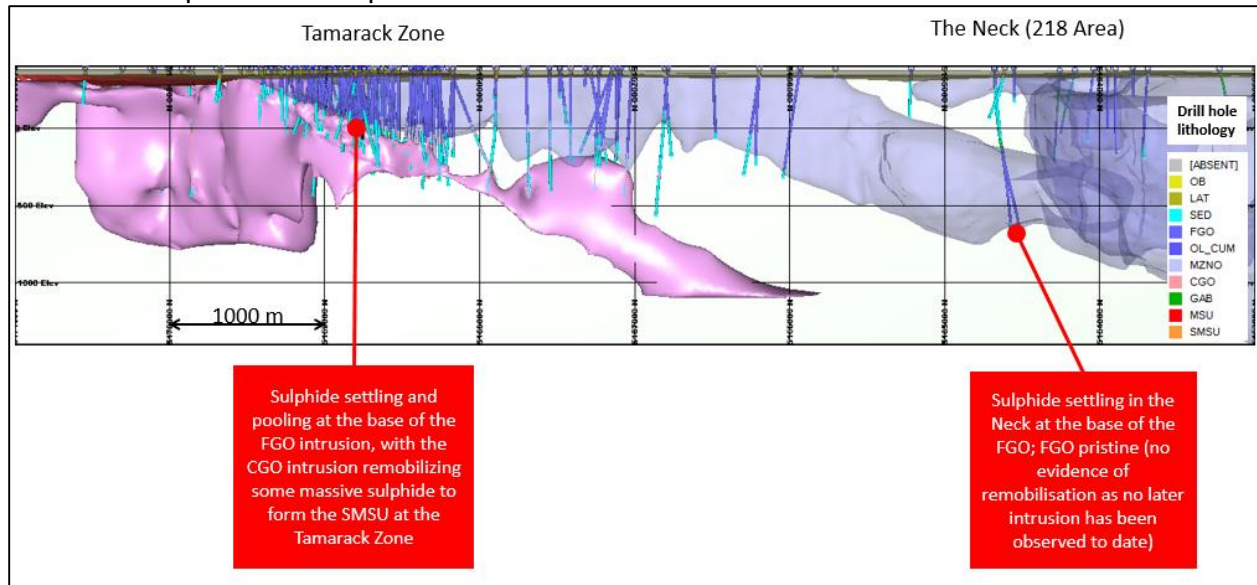 Tamarack Zone
The Neck (218 Area)
0 Elev
500 Elev
1000 Elev
1000 m
Drill hole
lithology
[ABSENT]
OB
LAT
SED
FGO
OL_CUM
MZNO
CGO
GAB
MSU
SMSU
Sulphide settling and
pooling at the base of the
FGO intrusion, with the
CGO intrusion remobilizing
some massive sulphide to
form the SMSU at the
Tamarack Zone
Sulphide settling in the
Neck at the base of the
FGO; FGO pristine (no
evidence of
remobilisation as no later
intrusion has been
observed to date)